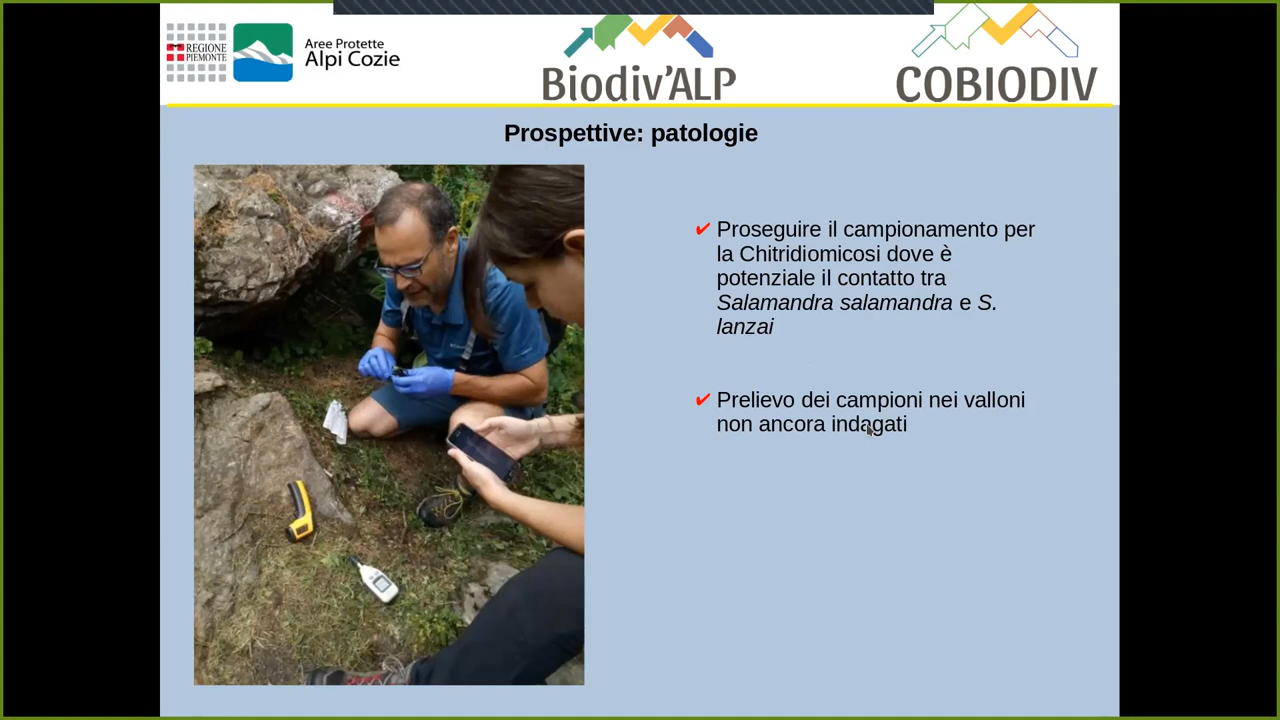 REGIONE
PIEMONTE
Aree Protette
Alpi Cozie
Biodiv'ALP
COBIODIV
Prospettive: patologie
Proseguire il campionamento per
la Chitridiomicosi dove è
potenziale il contatto tra
Salamandra salamandra e S.
lanzai
Prelievo dei campioni nei valloni
non ancora indagati